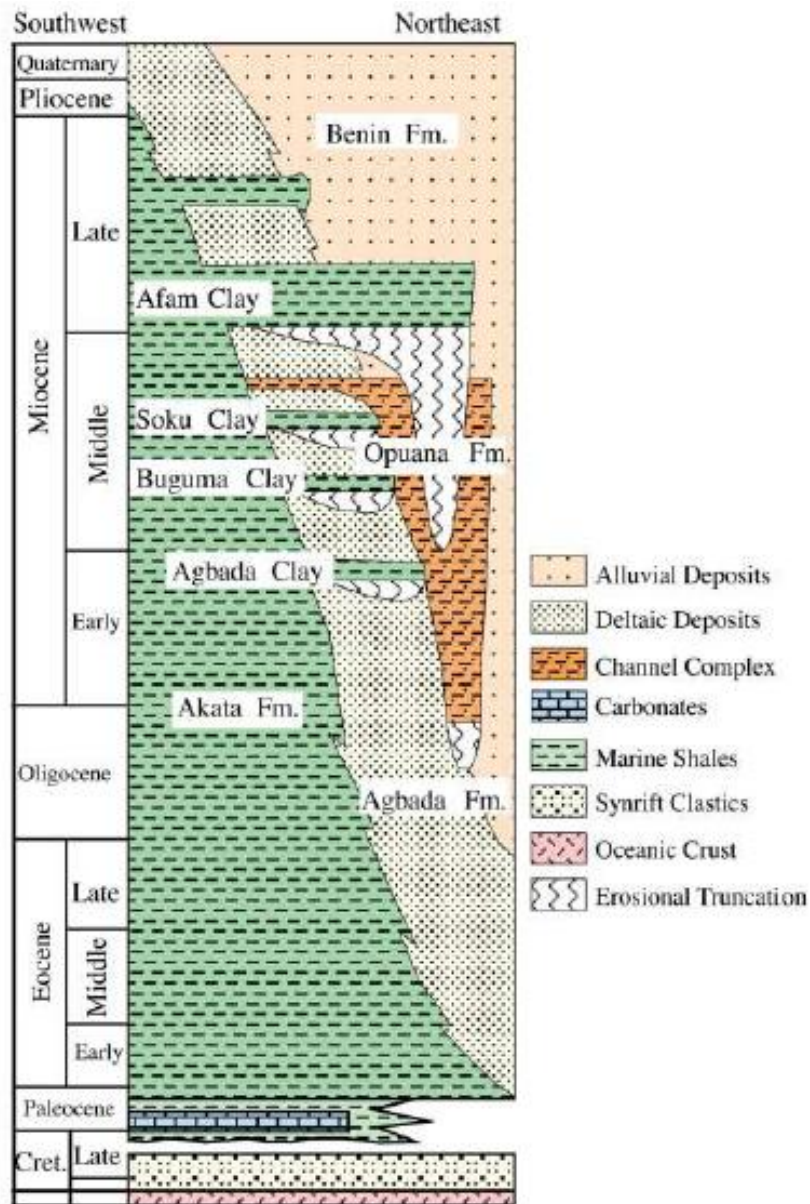 Southwest Northeast
Quaternary
Pliocene
Benin Fm.
Late
Afam Clay
Miocene
Middle
Soku Clay
Opuana Fm.
Buguma Clay
Agbada Clay
Early
Akata Fm.
Oligocene
Agbada Fm.
Late
Eocene
Middle
Early
Paleocene
Cret. Late
Alluvial Deposits
Deltaic Deposits
Channel Complex
Carbonates
Marine Shales
Synrift Clastics
Oceanic Crust
Erosional Truncation